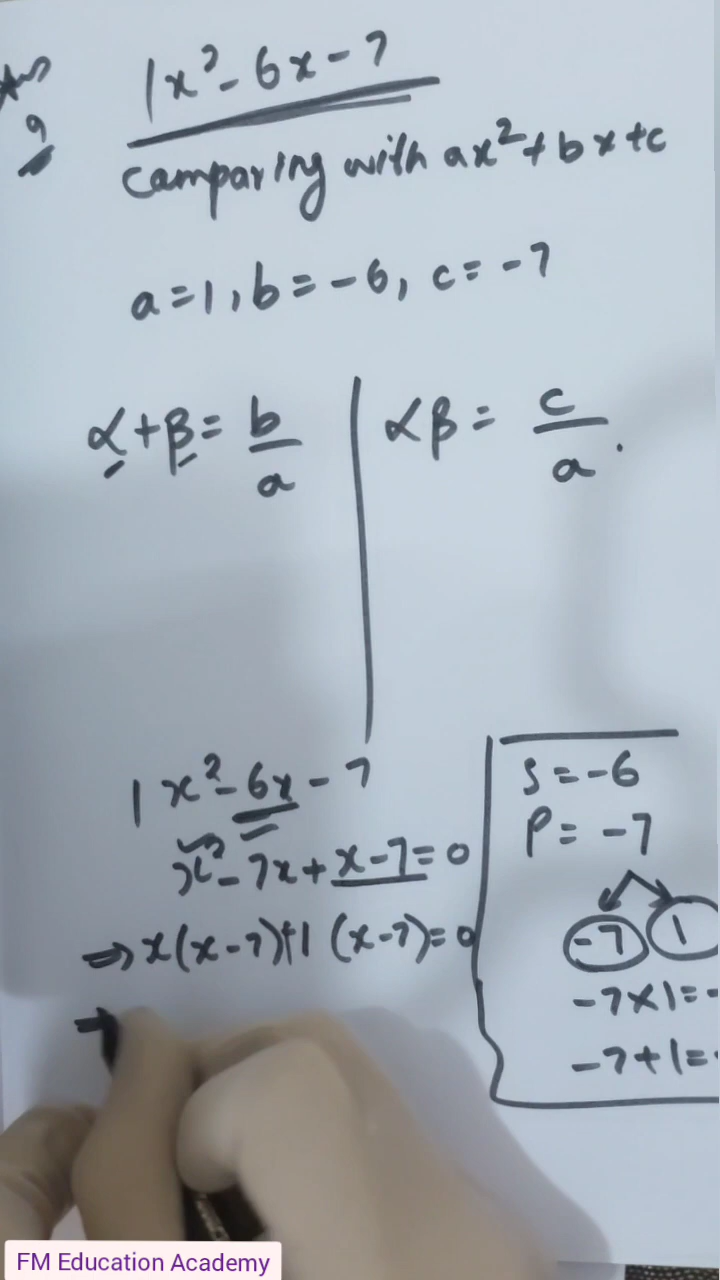 Ans
9
1x²-6x-7
camparing with ax²+bx+c
a=1, b=-6, c=-7
α+β= b/a
αβ= c/a.
1x²-6x-7
x²-7x+x-7=0
⇒x(x-7)+1(x-7)=0
S=-6
P=-7
-7 1
-7×1=-
-7+1=-
FM Education Academy